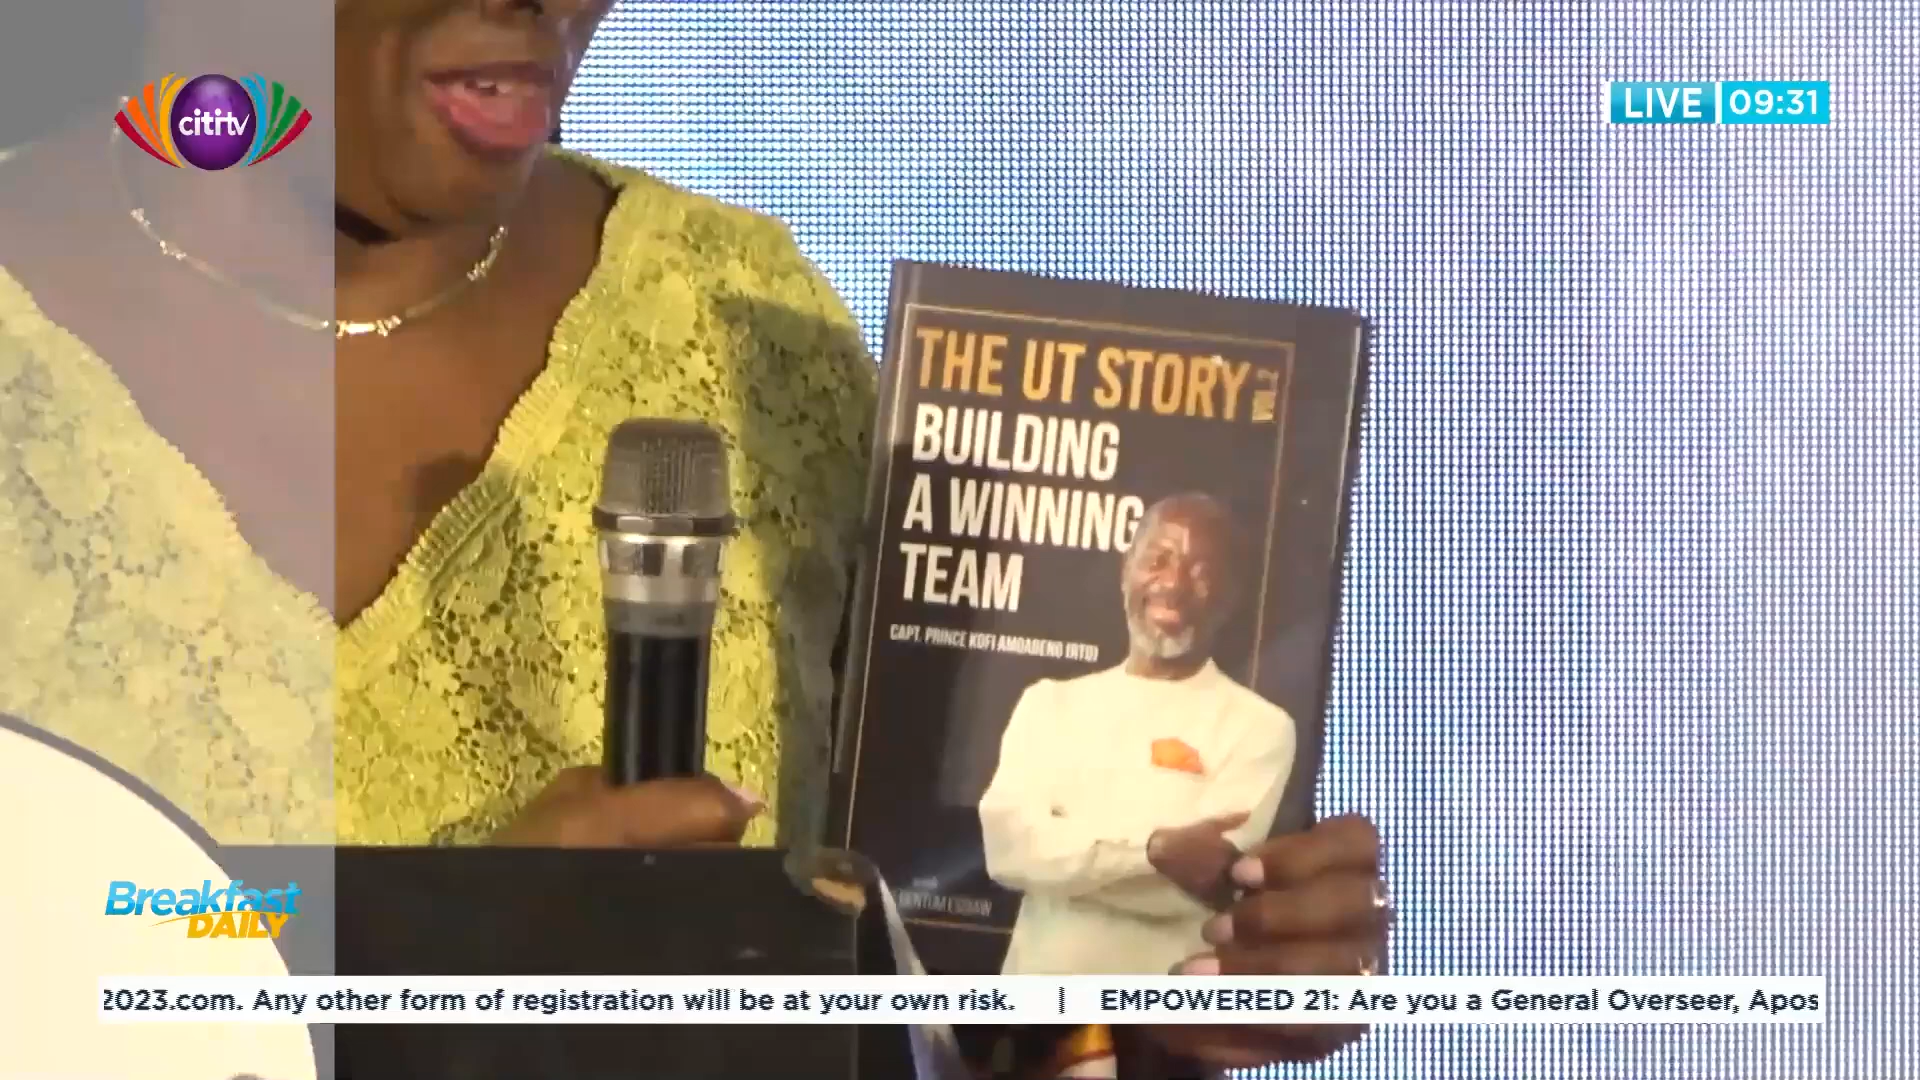 citi tv
LIVE 09:31
THE UT STORY
BUILDING
A WINNING
TEAM
CAPT. PRINCE KOFI AMOABENG (RTD)
Breakfast
DAILY
2023.com. Any other form of registration will be at your own risk. | EMPOWERED 21: Are you a General Overseer, Apos